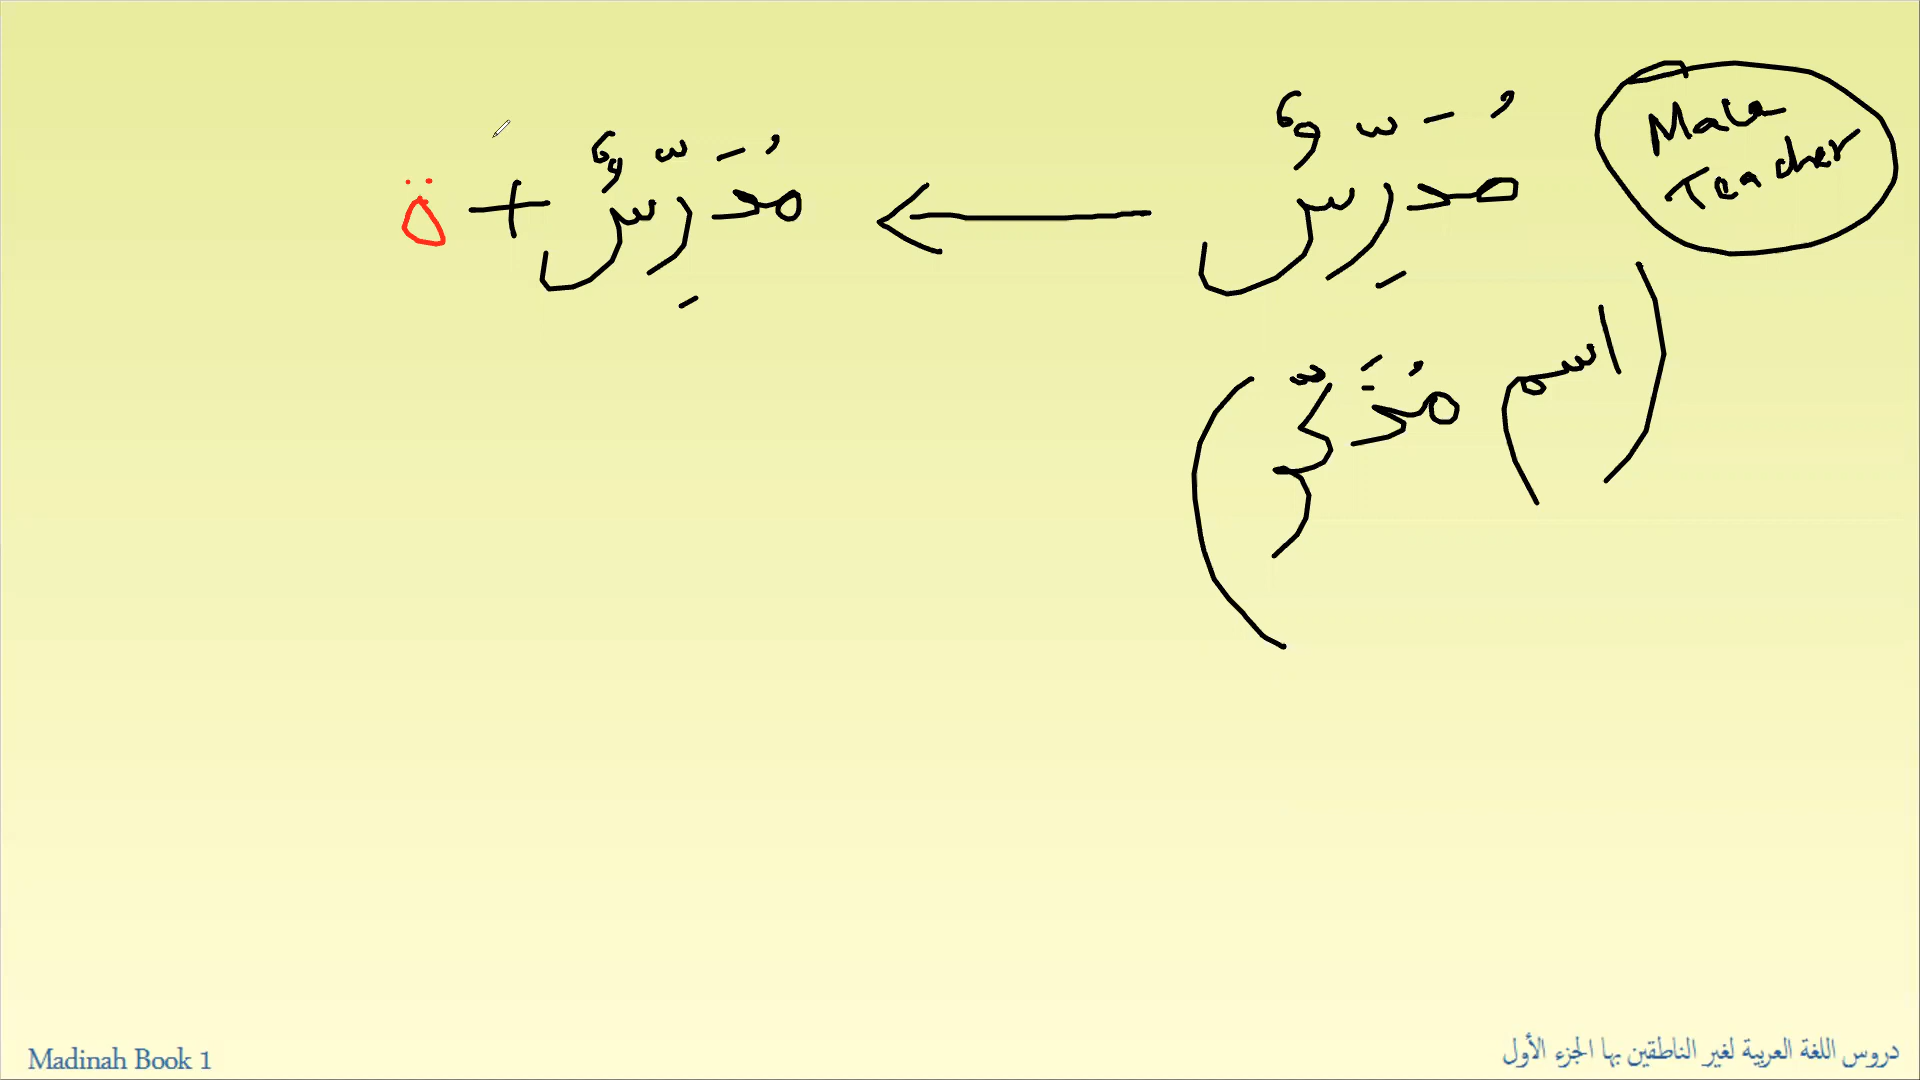 Male
Teacher
مُدَرِّسٌ ← مُدَرِّسٌ + ة
(اسم مُذَكَّر)
Madinah Book 1
دروس اللغة العربية لغير الناطقين بها الجزء الأول